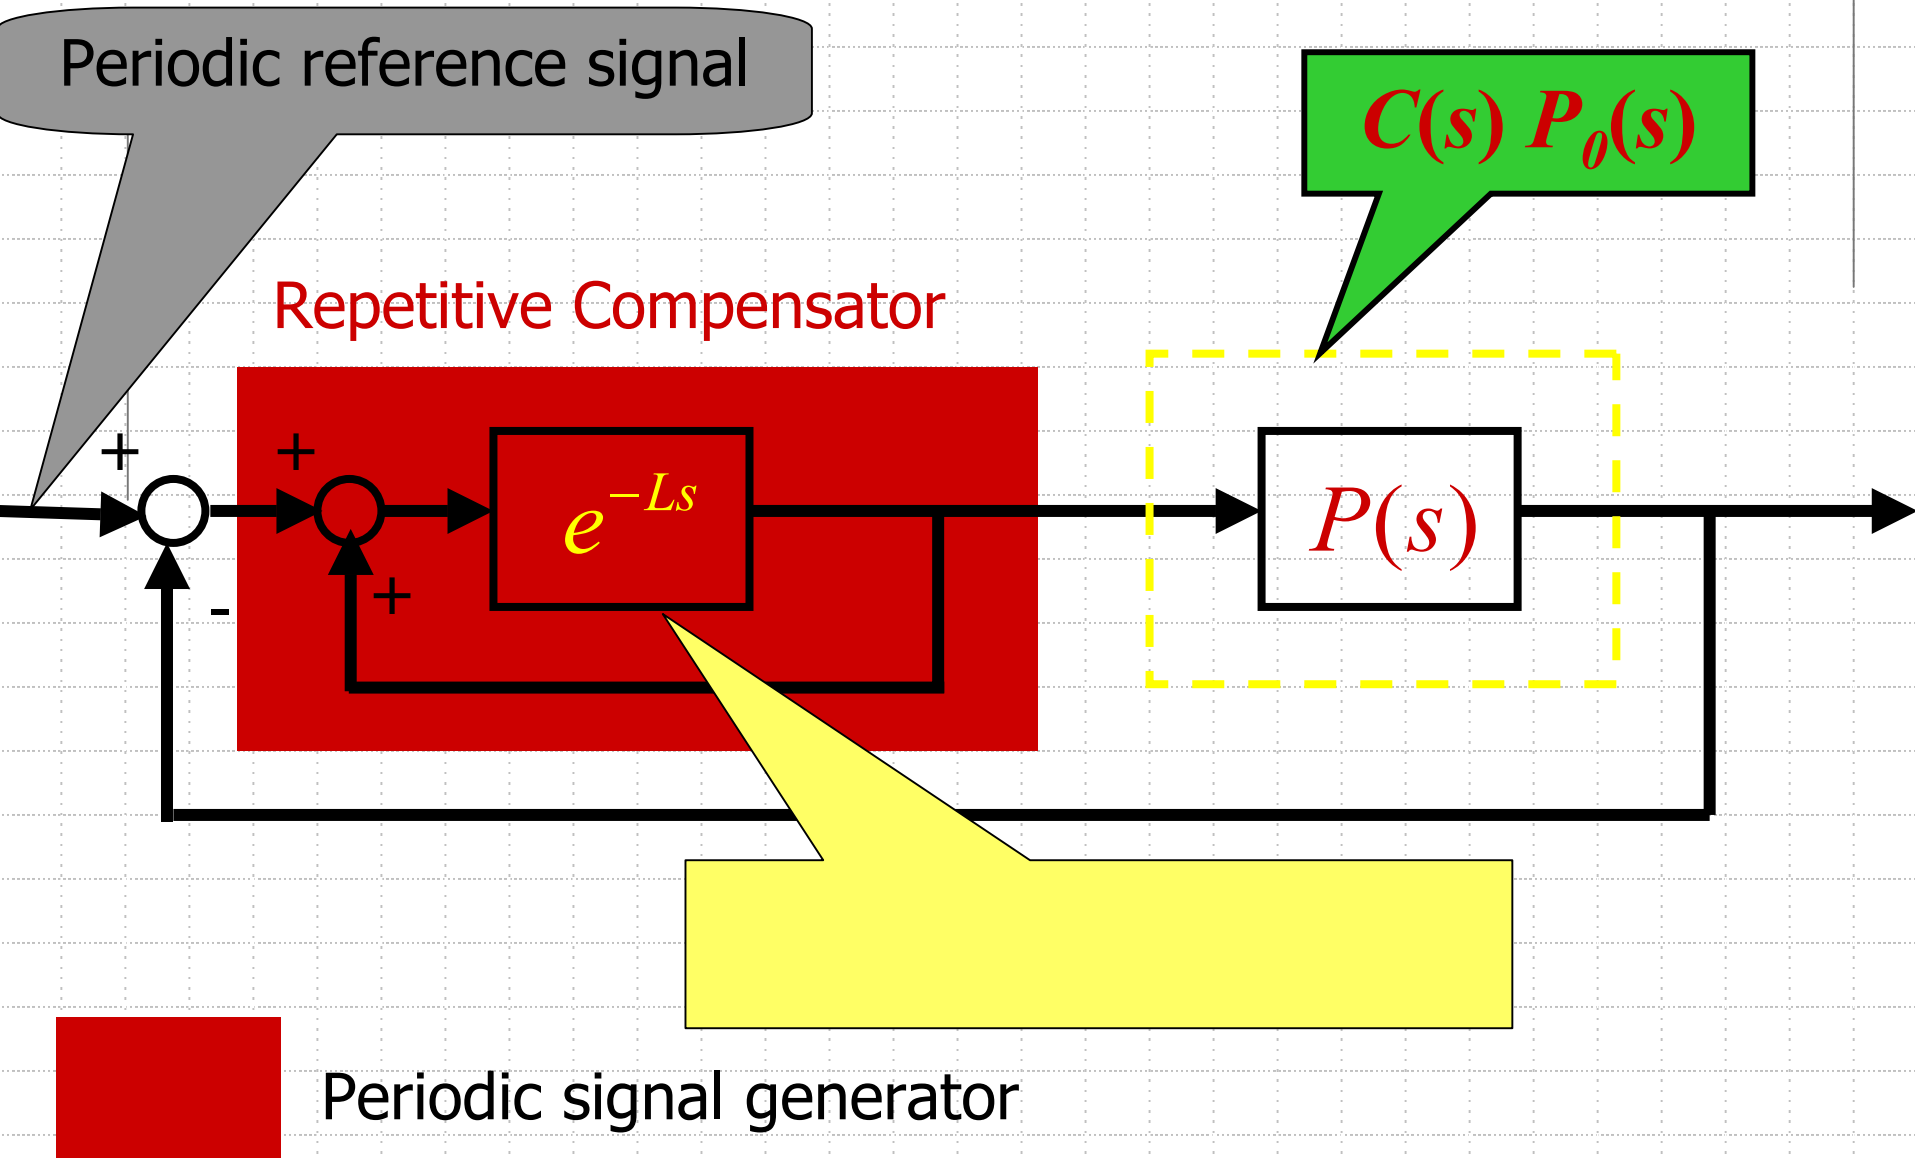 Periodic reference signal
C(s) P₀(s)
Repetitive Compensator
+
+
e^{-Ls}
P(s)
+
-
Periodic signal generator